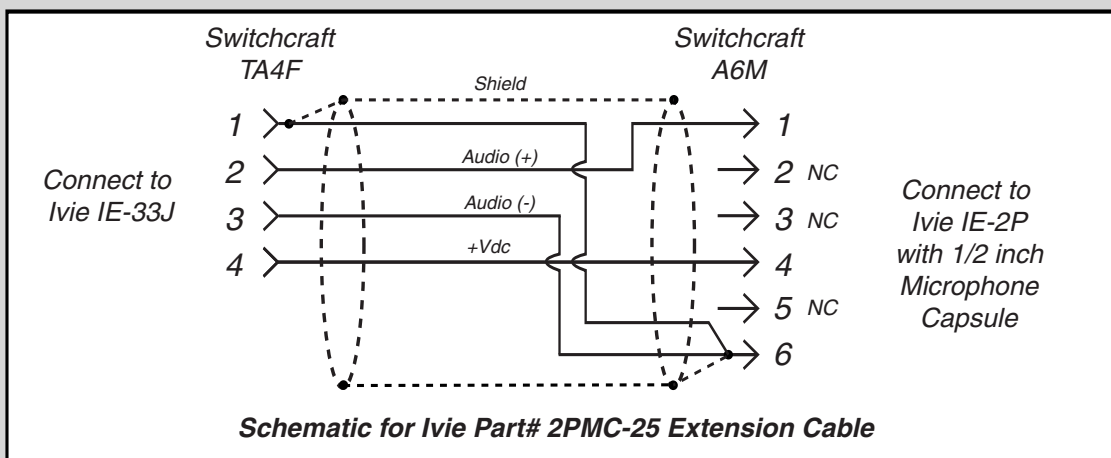 Switchcraft
TA4F
Switchcraft
A6M
Shield
1
1
Audio (+)
2
2 NC
Connect to
Ivie IE-33J
Audio (-)
3
3 NC
+Vdc
4
4
5 NC
6
Connect to
Ivie IE-2P
with 1/2 inch
Microphone
Capsule
Schematic for Ivie Part# 2PMC-25 Extension Cable